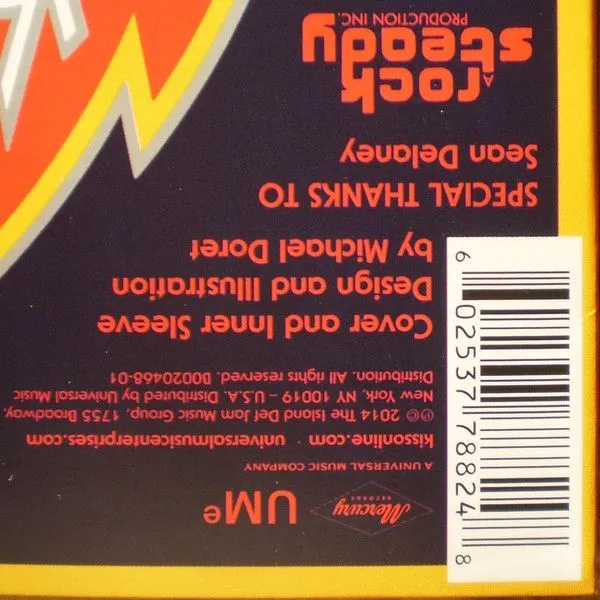 Mercury
RECORDS
UMe
A UNIVERSAL MUSIC COMPANY
kissonline.com universalmusicenterprises.com
℗© 2014 The Island Def Jam Music Group, 1755 Broadway,
New York, NY 10019 – U.S.A. Distributed by Universal Music
Distribution. All rights reserved. B0020468-01
Cover and Inner Sleeve
Design and Illustration
by Michael Doret
SPECIAL THANKS TO
Sean Delaney
A rock
steady
PRODUCTION INC.
6 02537 78824 8